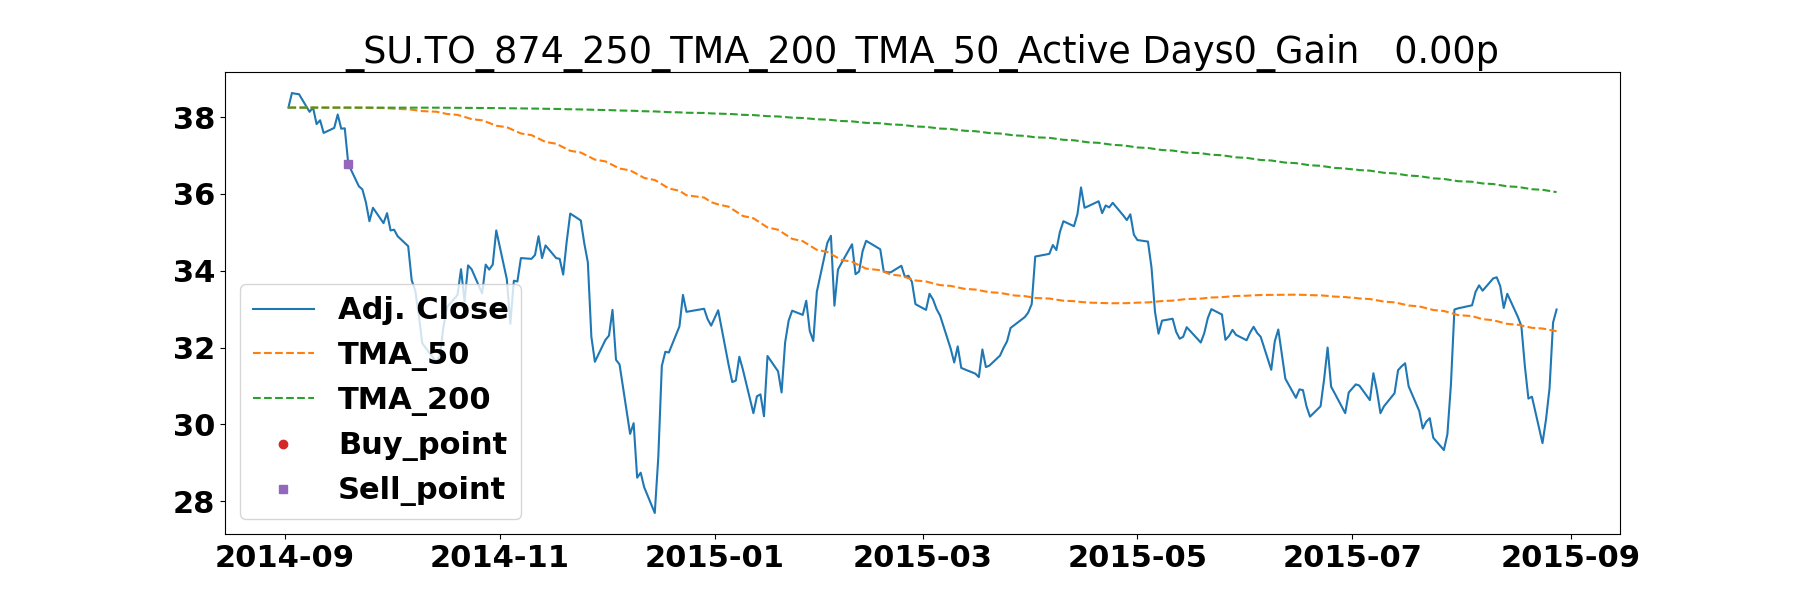 _SU.TO_874_250_TMA_200_TMA_50_Active Days0_Gain   0.00p
38
36
34
32
30
28
Adj. Close
TMA_50
TMA_200
Buy_point
Sell_point
2014-09 2014-11 2015-01 2015-03 2015-05 2015-07 2015-09